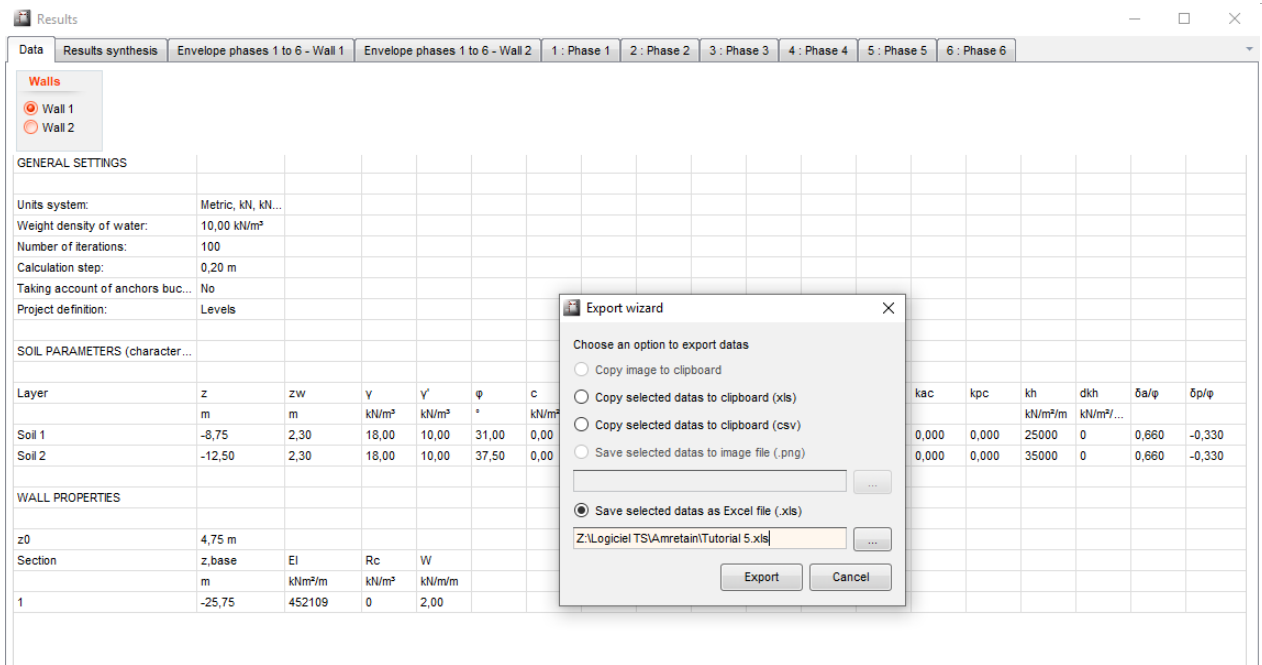 Results
Data Results synthesis Envelope phases 1 to 6 - Wall 1 Envelope phases 1 to 6 - Wall 2 1 : Phase 1 2 : Phase 2 3 : Phase 3 4 : Phase 4 5 : Phase 5 6 : Phase 6
Walls
Wall 1
Wall 2
GENERAL SETTINGS
Units system: Metric, kN, kN...
Weight density of water: 10,00 kN/m³
Number of iterations: 100
Calculation step: 0,20 m
Taking account of anchors buc... No
Project definition: Levels
SOIL PARAMETERS (character...
Layer z zw γ γ' φ c kac kpc kh dkh δa/φ δp/φ
m m kN/m³ kN/m³ ° kN/m² kN/m²/m kN/m²/...
Soil 1 -8,75 2,30 18,00 10,00 31,00 0,00 0,000 0,000 25000 0 0,660 -0,330
Soil 2 -12,50 2,30 18,00 10,00 37,50 0,00 0,000 0,000 35000 0 0,660 -0,330
WALL PROPERTIES
z0 4,75 m
Section z,base EI Rc W
m kNm²/m kN/m³ kN/m/m
1 -25,75 452109 0 2,00
Export wizard
Choose an option to export datas
Copy image to clipboard
Copy selected datas to clipboard (xls)
Copy selected datas to clipboard (csv)
Save selected datas to image file (.png)
...
Save selected datas as Excel file (.xls)
Z:\Logiciel TS\Amretain\Tutorial 5.xls ...
Export Cancel